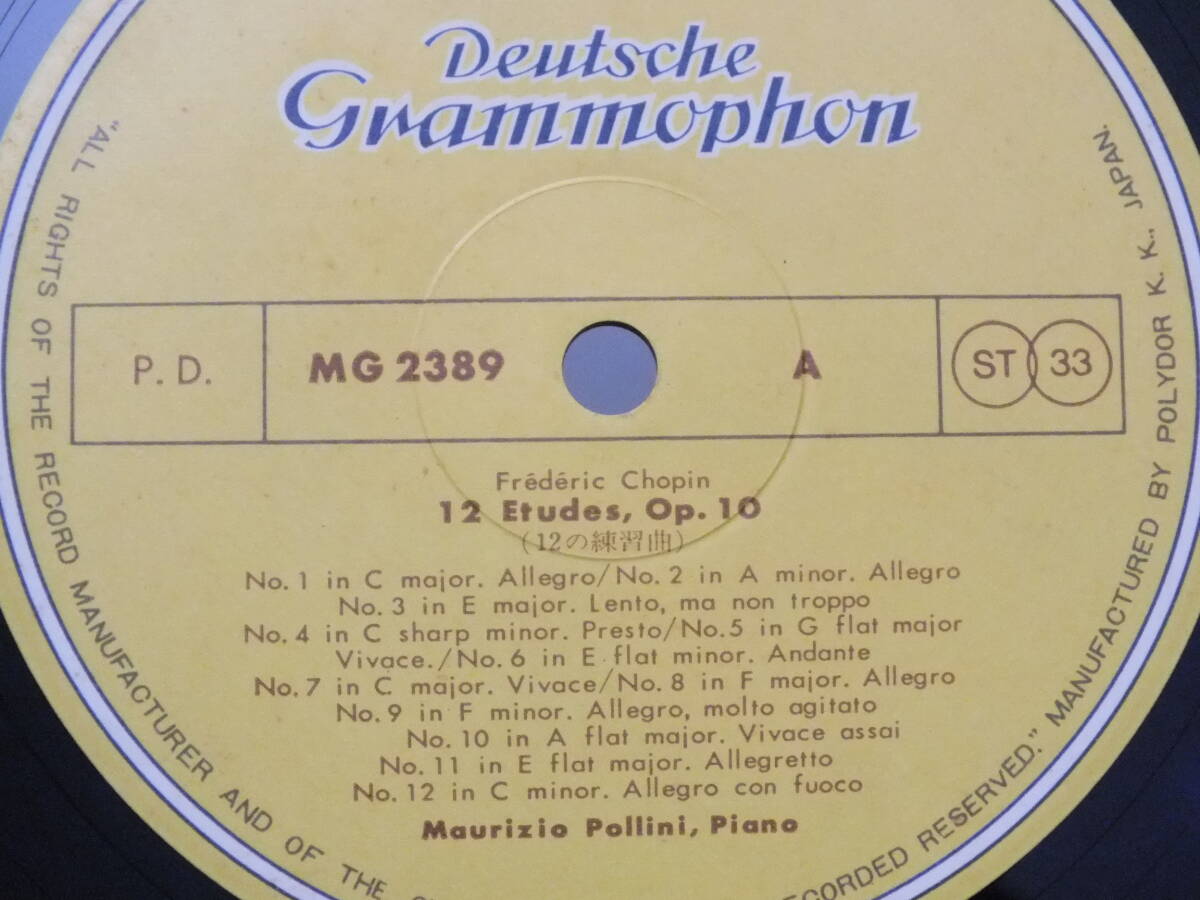 Deutsche
Grammophon
P. D.
MG 2389
A
ST 33
Frédéric Chopin
12 Etudes, Op. 10
(12の練習曲)
No. 1 in C major. Allegro/No. 2 in A minor. Allegro
No. 3 in E major. Lento, ma non troppo
No. 4 in C sharp minor. Presto/No. 5 in G flat major
Vivace./No. 6 in E flat minor. Andante
No. 7 in C major. Vivace/No. 8 in F major. Allegro
No. 9 in F minor. Allegro, molto agitato
No. 10 in A flat major. Vivace assai
No. 11 in E flat major. Allegretto
No. 12 in C minor. Allegro con fuoco
Maurizio Pollini, Piano
"ALL RIGHTS OF THE RECORD MANUFACTURER AND OF THE
RECORDED RESERVED." MANUFACTURED BY POLYDOR K. K., JAPAN.